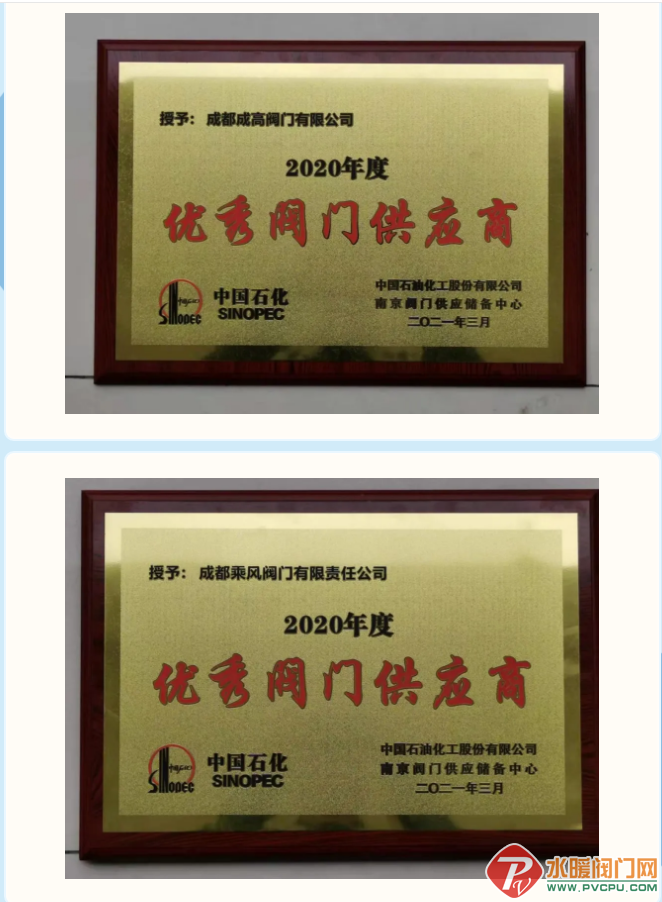 授予： 成都成高阀门有限公司
2020年度
优秀阀门供应商
中国石化
SINOPEC
SINOPEC
中国石油化工股份有限公司
南京阀门供应储备中心
二〇二一年三月
授予： 成都乘风阀门有限责任公司
2020年度
优秀阀门供应商
中国石化
SINOPEC
SINOPEC
中国石油化工股份有限公司
南京阀门供应储备中心
二〇二一年三月
水暖阀门网
WWW.PVCPU.COM